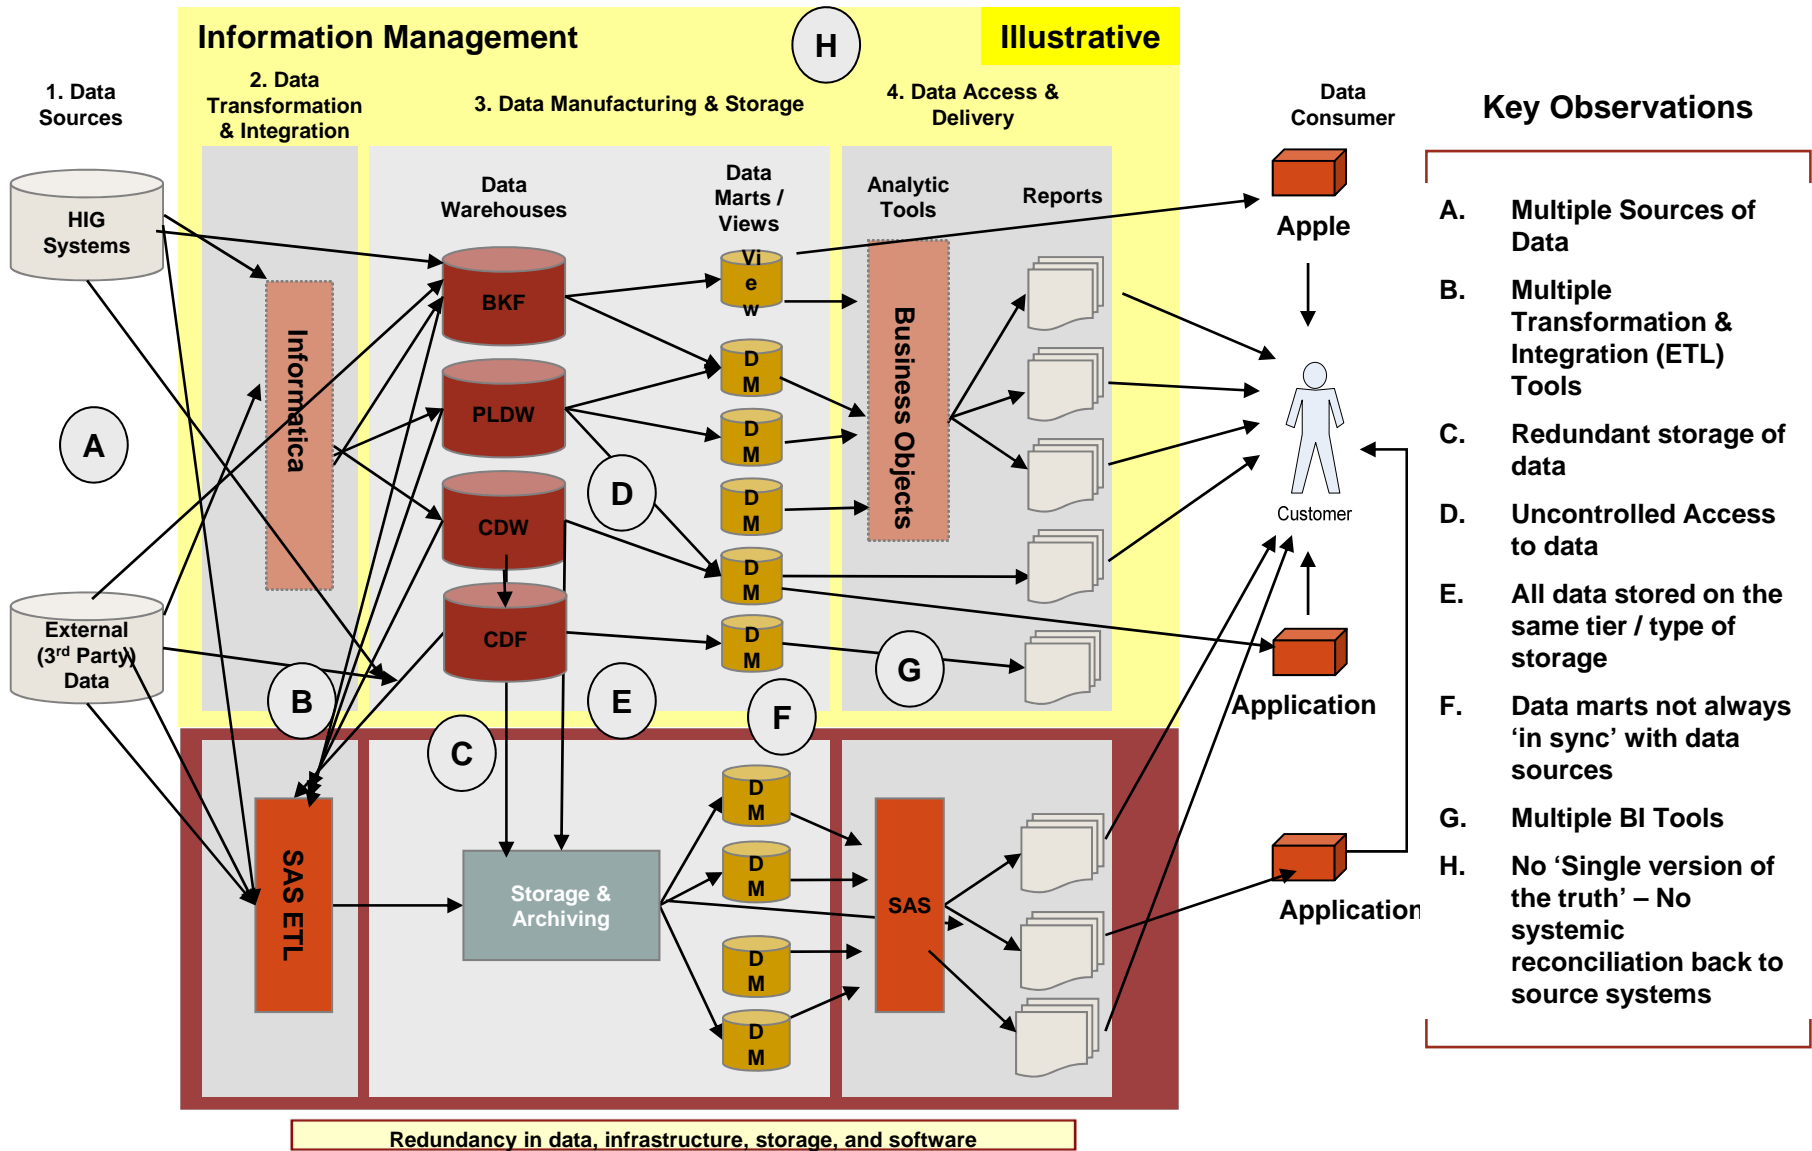 Information Management
H
Illustrative
1. Data
Sources
2. Data
Transformation
& Integration
3. Data Manufacturing & Storage
4. Data Access &
Delivery
Data
Consumer
Key Observations
HIG
Systems
External
(3rd Party)
Data
A
Informatica
B
Data
Warehouses
BKF
PLDW
CDW
CDF
D
E
C
Data
Marts /
Views
Vi
e
w
D
M
D
M
D
M
D
M
D
M
F
Analytic
Tools
Business Objects
G
Reports
Apple
Customer
Application
Application
SAS ETL
Storage &
Archiving
D
M
D
M
D
M
D
M
SAS
A. Multiple Sources of
Data
B. Multiple
Transformation &
Integration (ETL)
Tools
C. Redundant storage of
data
D. Uncontrolled Access
to data
E. All data stored on the
same tier / type of
storage
F. Data marts not always
‘in sync’ with data
sources
G. Multiple BI Tools
H. No ‘Single version of
the truth’ – No
systemic
reconciliation back to
source systems
Redundancy in data, infrastructure, storage, and software